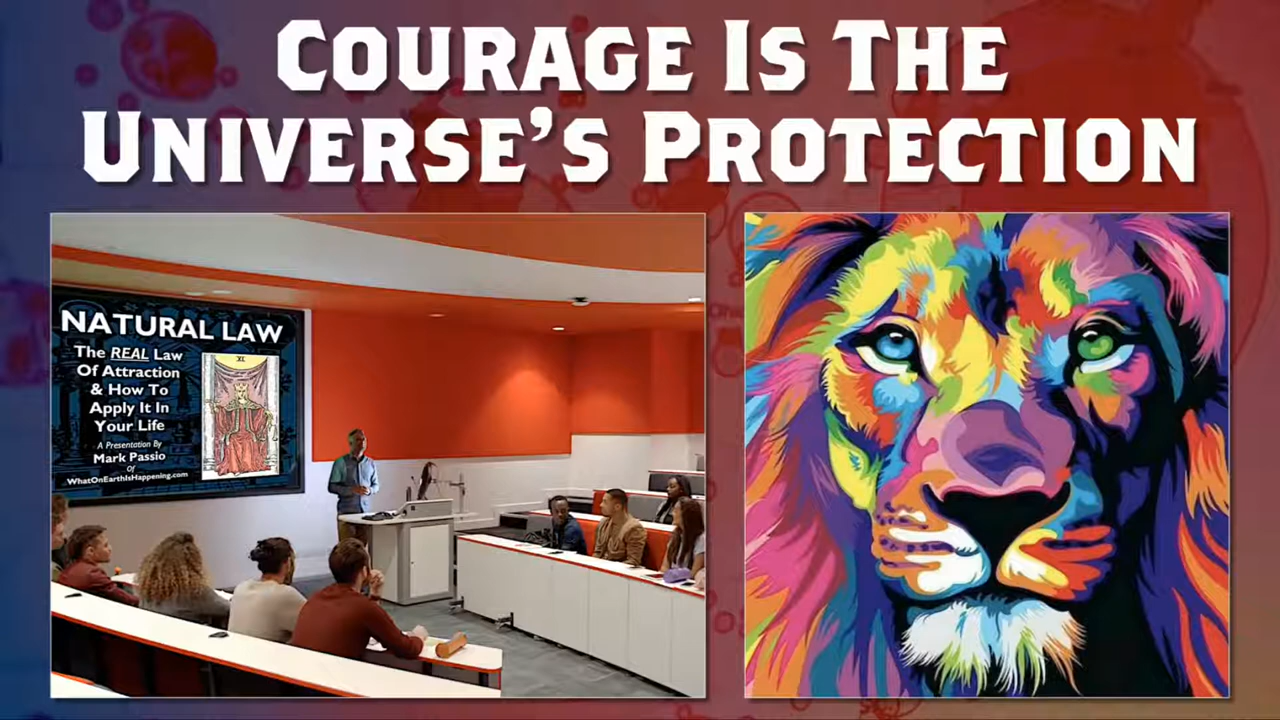 COURAGE IS THE
UNIVERSE'S PROTECTION
NATURAL LAW
The REAL Law
Of Attraction
& How To
Apply It In
Your Life
A Presentation By
Mark Passio
Of
WhatOnEarthIsHappening.com
XI